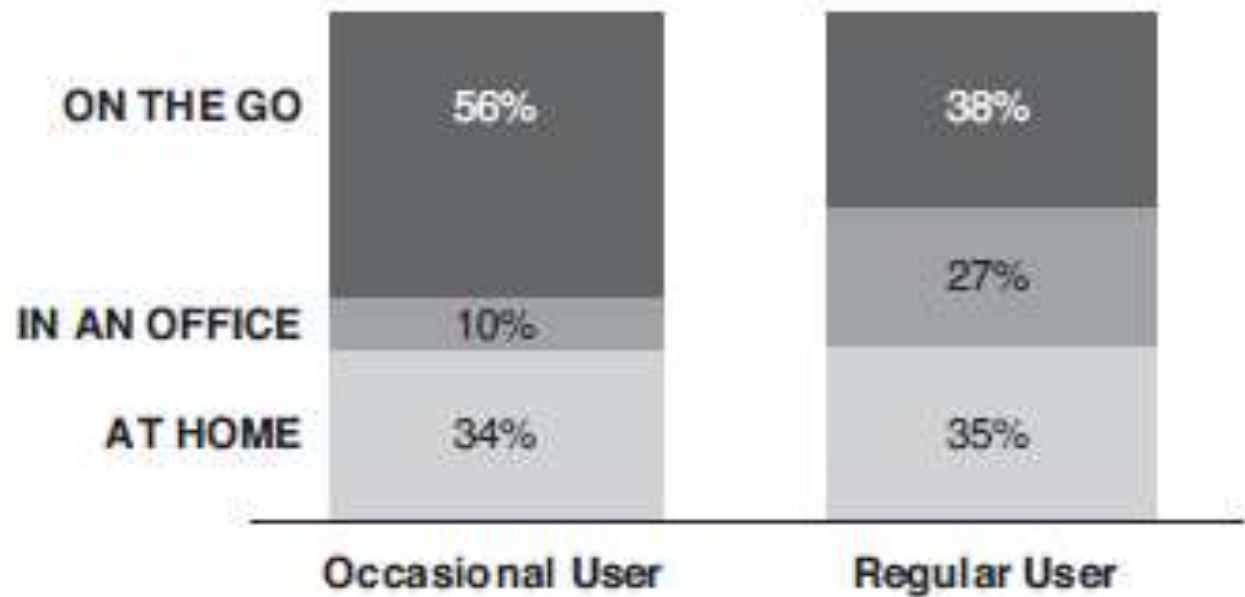 ON THE GO 56% 38%
27%
IN AN OFFICE 10%
AT HOME 34% 35%
Occasional User Regular User